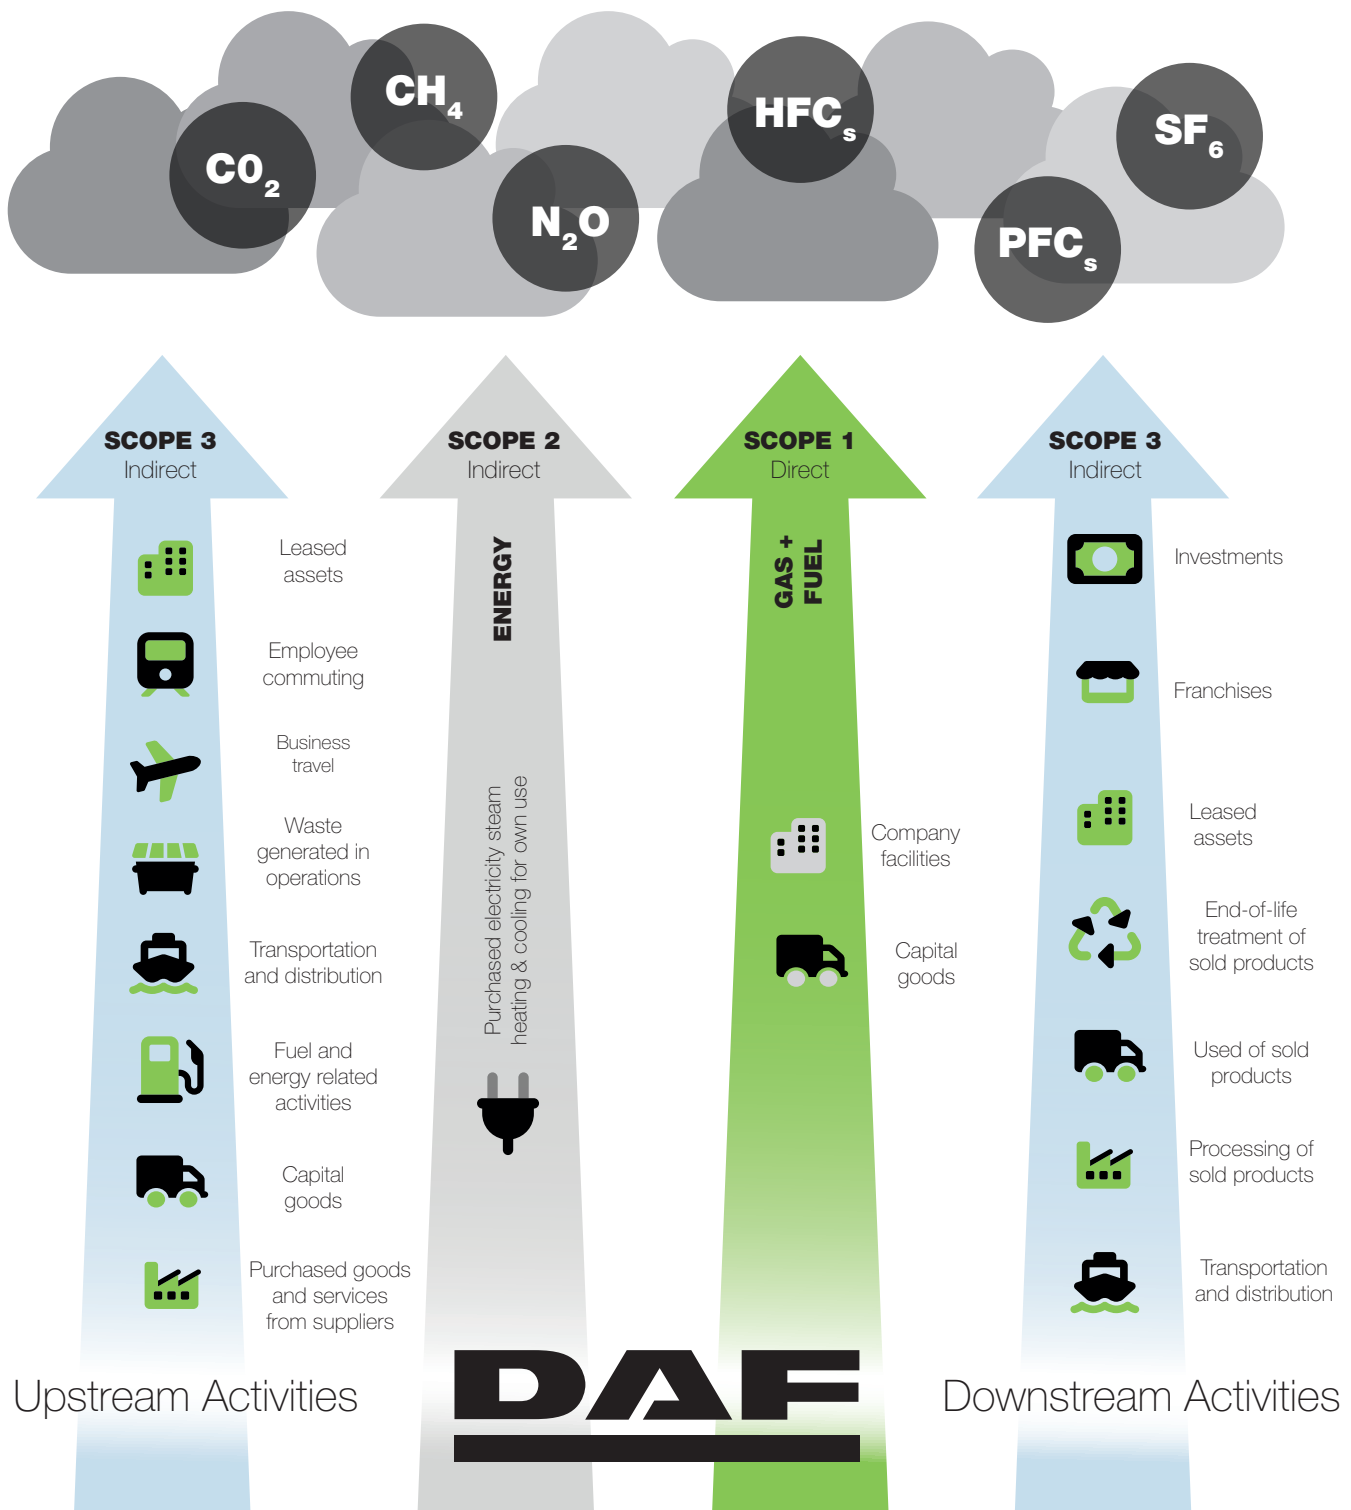 CO2
CH4
N2O
HFCs
PFCs
SF6
SCOPE 3
Indirect
Leased
assets
Employee
commuting
Business
travel
Waste
generated in
operations
Transportation
and distribution
Fuel and
energy related
activities
Capital
goods
Purchased goods
and services
from suppliers
Upstream Activities
SCOPE 2
Indirect
ENERGY
Purchased electricity steam
heating & cooling for own use
SCOPE 1
Direct
GAS +
FUEL
Company
facilities
Capital
goods
DAF
SCOPE 3
Indirect
Investments
Franchises
Leased
assets
End-of-life
treatment of
sold products
Used of sold
products
Processing of
sold products
Transportation
and distribution
Downstream Activities